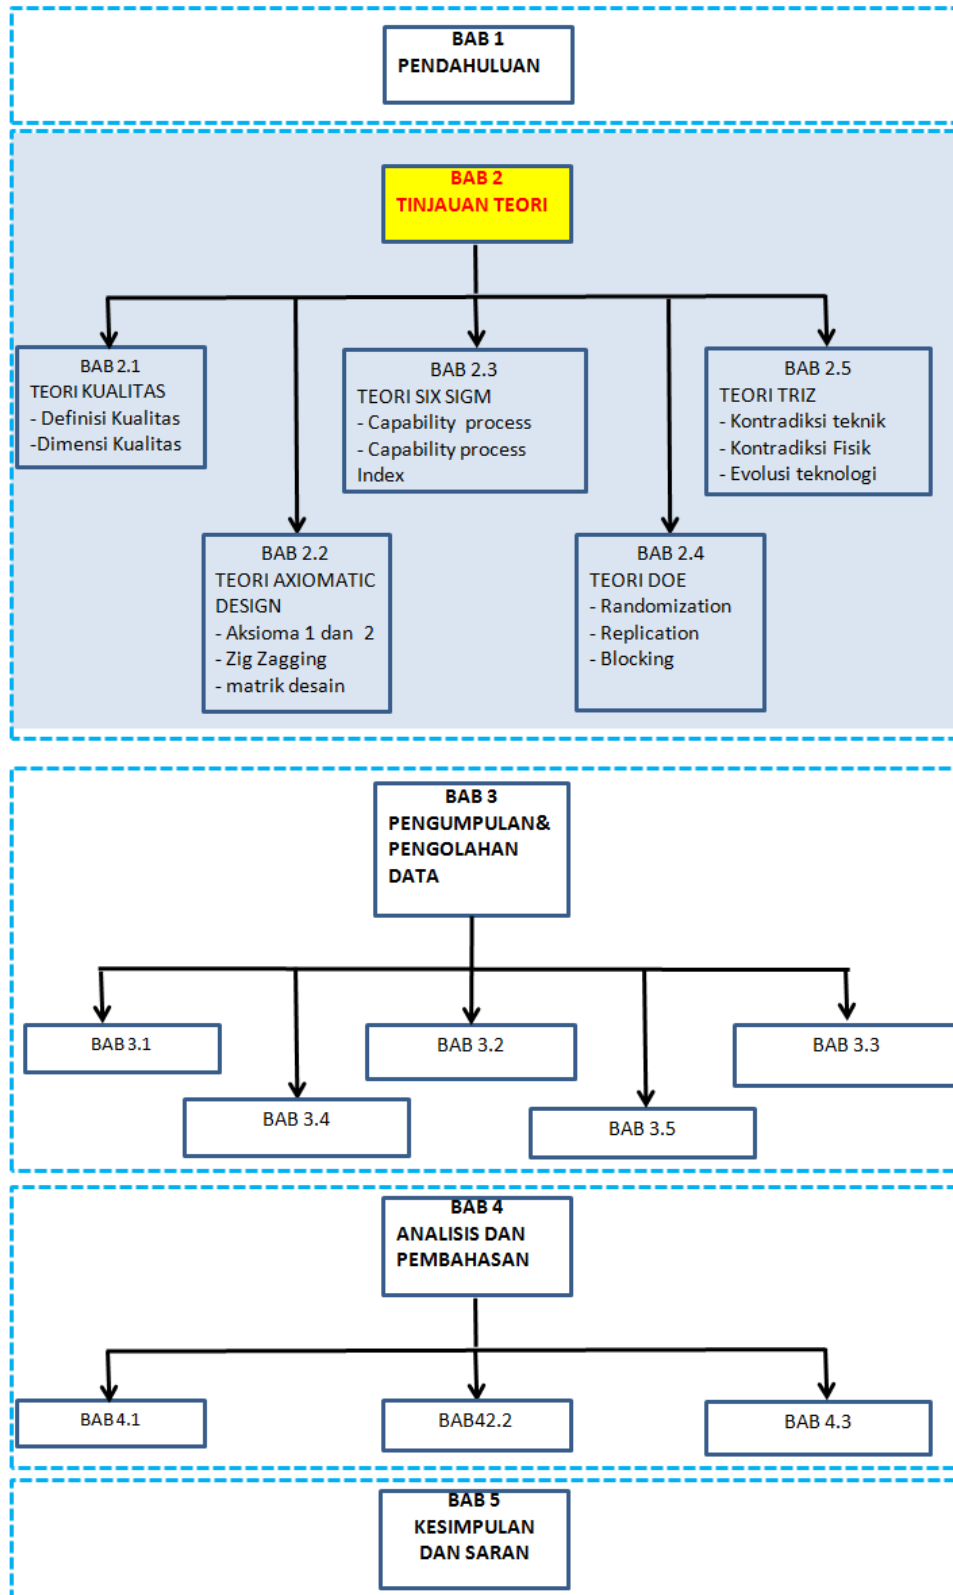 BAB 1
PENDAHULUAN
BAB 2
TINJAUAN TEORI
BAB 2.1
TEORI KUALITAS
- Definisi Kualitas
-Dimensi Kualitas
BAB 2.3
TEORI SIX SIGM
- Capability process
- Capability process
Index
BAB 2.5
TEORI TRIZ
- Kontradiksi teknik
- Kontradiksi Fisik
- Evolusi teknologi
BAB 2.2
TEORI AXIOMATIC
DESIGN
- Aksioma 1 dan 2
- Zig Zagging
- matrik desain
BAB 2.4
TEORI DOE
- Randomization
- Replication
- Blocking
BAB 3
PENGUMPULAN&
PENGOLAHAN
DATA
BAB 3.1
BAB 3.2
BAB 3.3
BAB 3.4
BAB 3.5
BAB 4
ANALISIS DAN
PEMBAHASAN
BAB 4.1
BAB42.2
BAB 4.3
BAB 5
KESIMPULAN
DAN SARAN